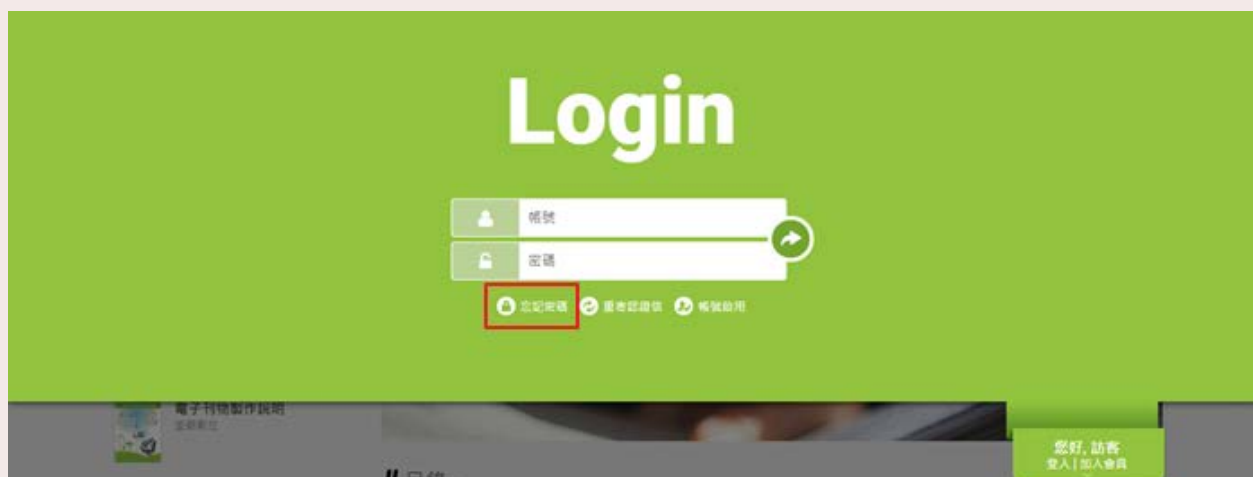 Login
帳號
密碼
忘記密碼 重寄認證信 帳號啟用
電子刊物製作說明
您好, 訪客
登入 | 加入會員